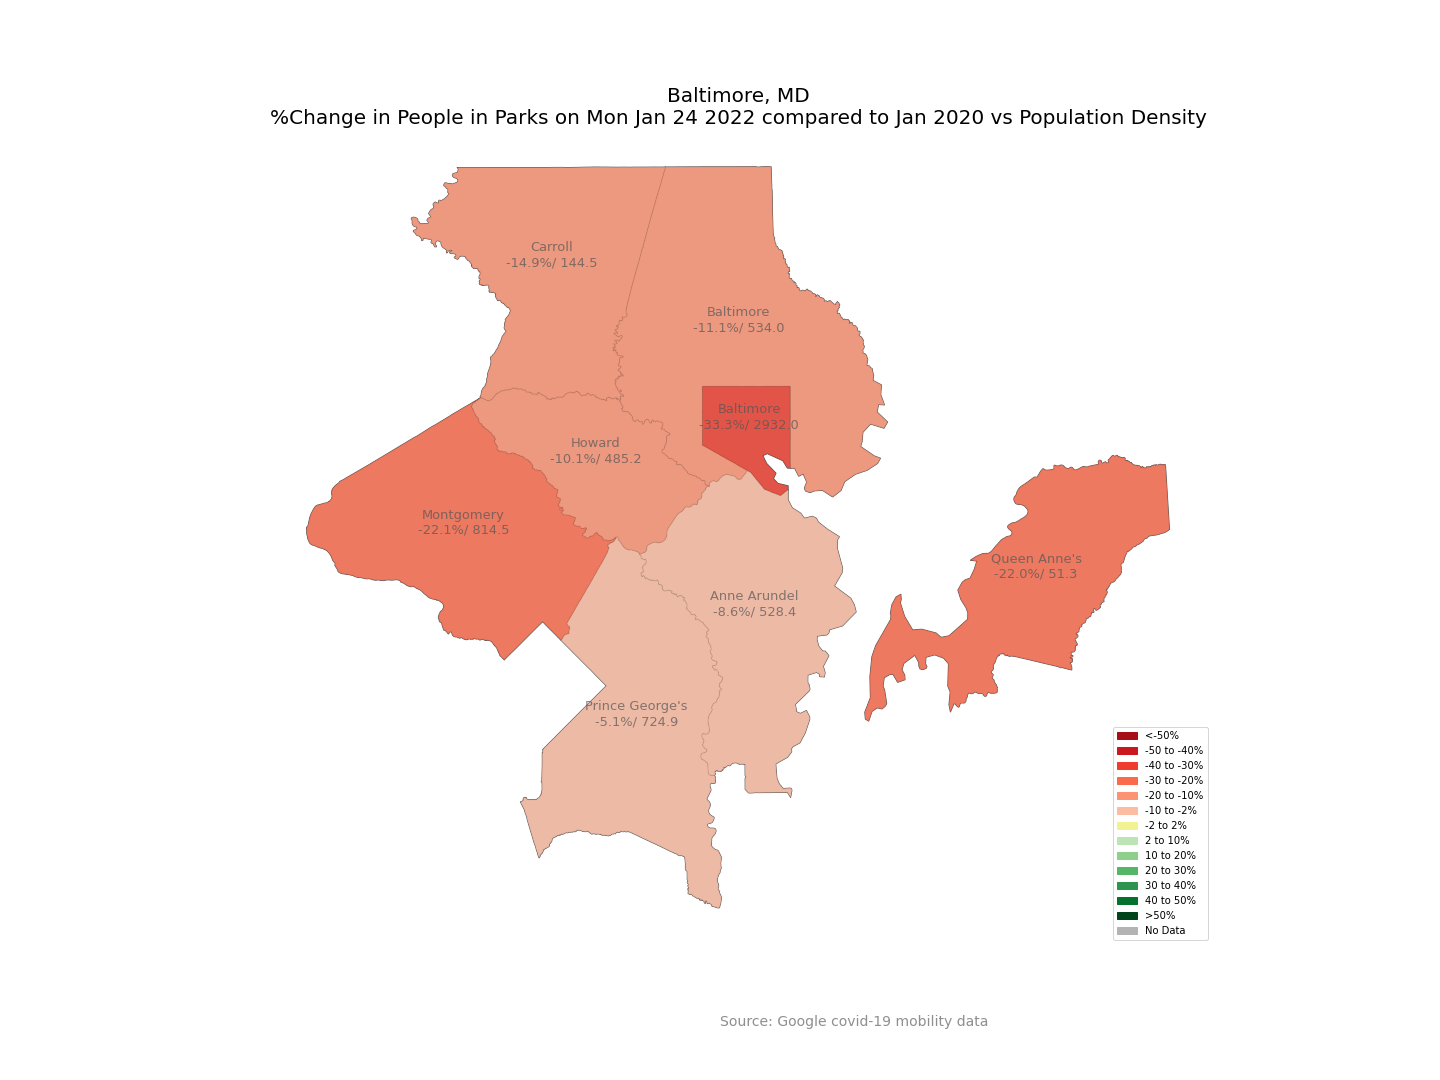 Baltimore, MD
%Change in People in Parks on Mon Jan 24 2022 compared to Jan 2020 vs Population Density
Carroll
-14.9%/ 144.5
Baltimore
-11.1%/ 534.0
Baltimore
-33.3%/ 2932.0
Howard
-10.1%/ 485.2
Montgomery
-22.1%/ 814.5
Queen Anne's
-22.0%/ 51.3
Anne Arundel
-8.6%/ 528.4
Prince George's
-5.1%/ 724.9
<-50%
-50 to -40%
-40 to -30%
-30 to -20%
-20 to -10%
-10 to -2%
-2 to 2%
2 to 10%
10 to 20%
20 to 30%
30 to 40%
40 to 50%
>50%
No Data
Source: Google covid-19 mobility data